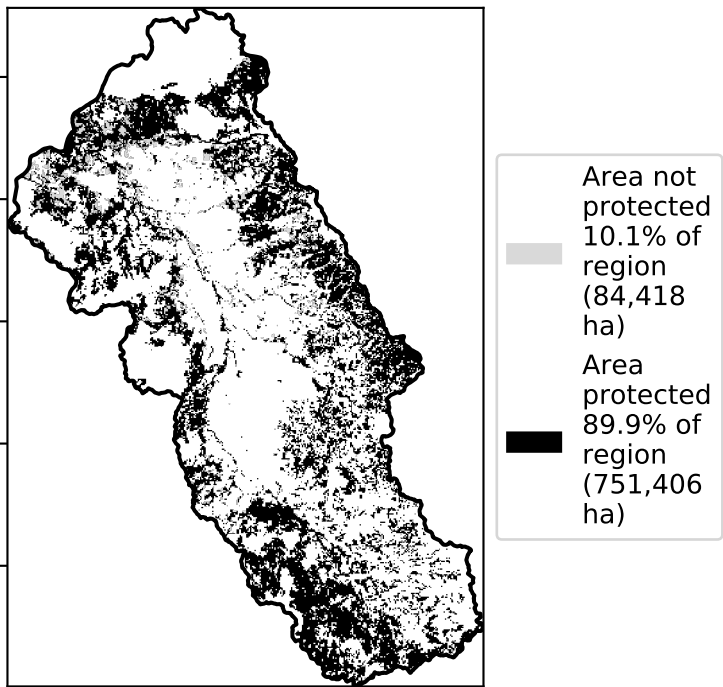 Area not
protected
10.1% of
region
(84,418
ha)
Area
protected
89.9% of
region
(751,406
ha)